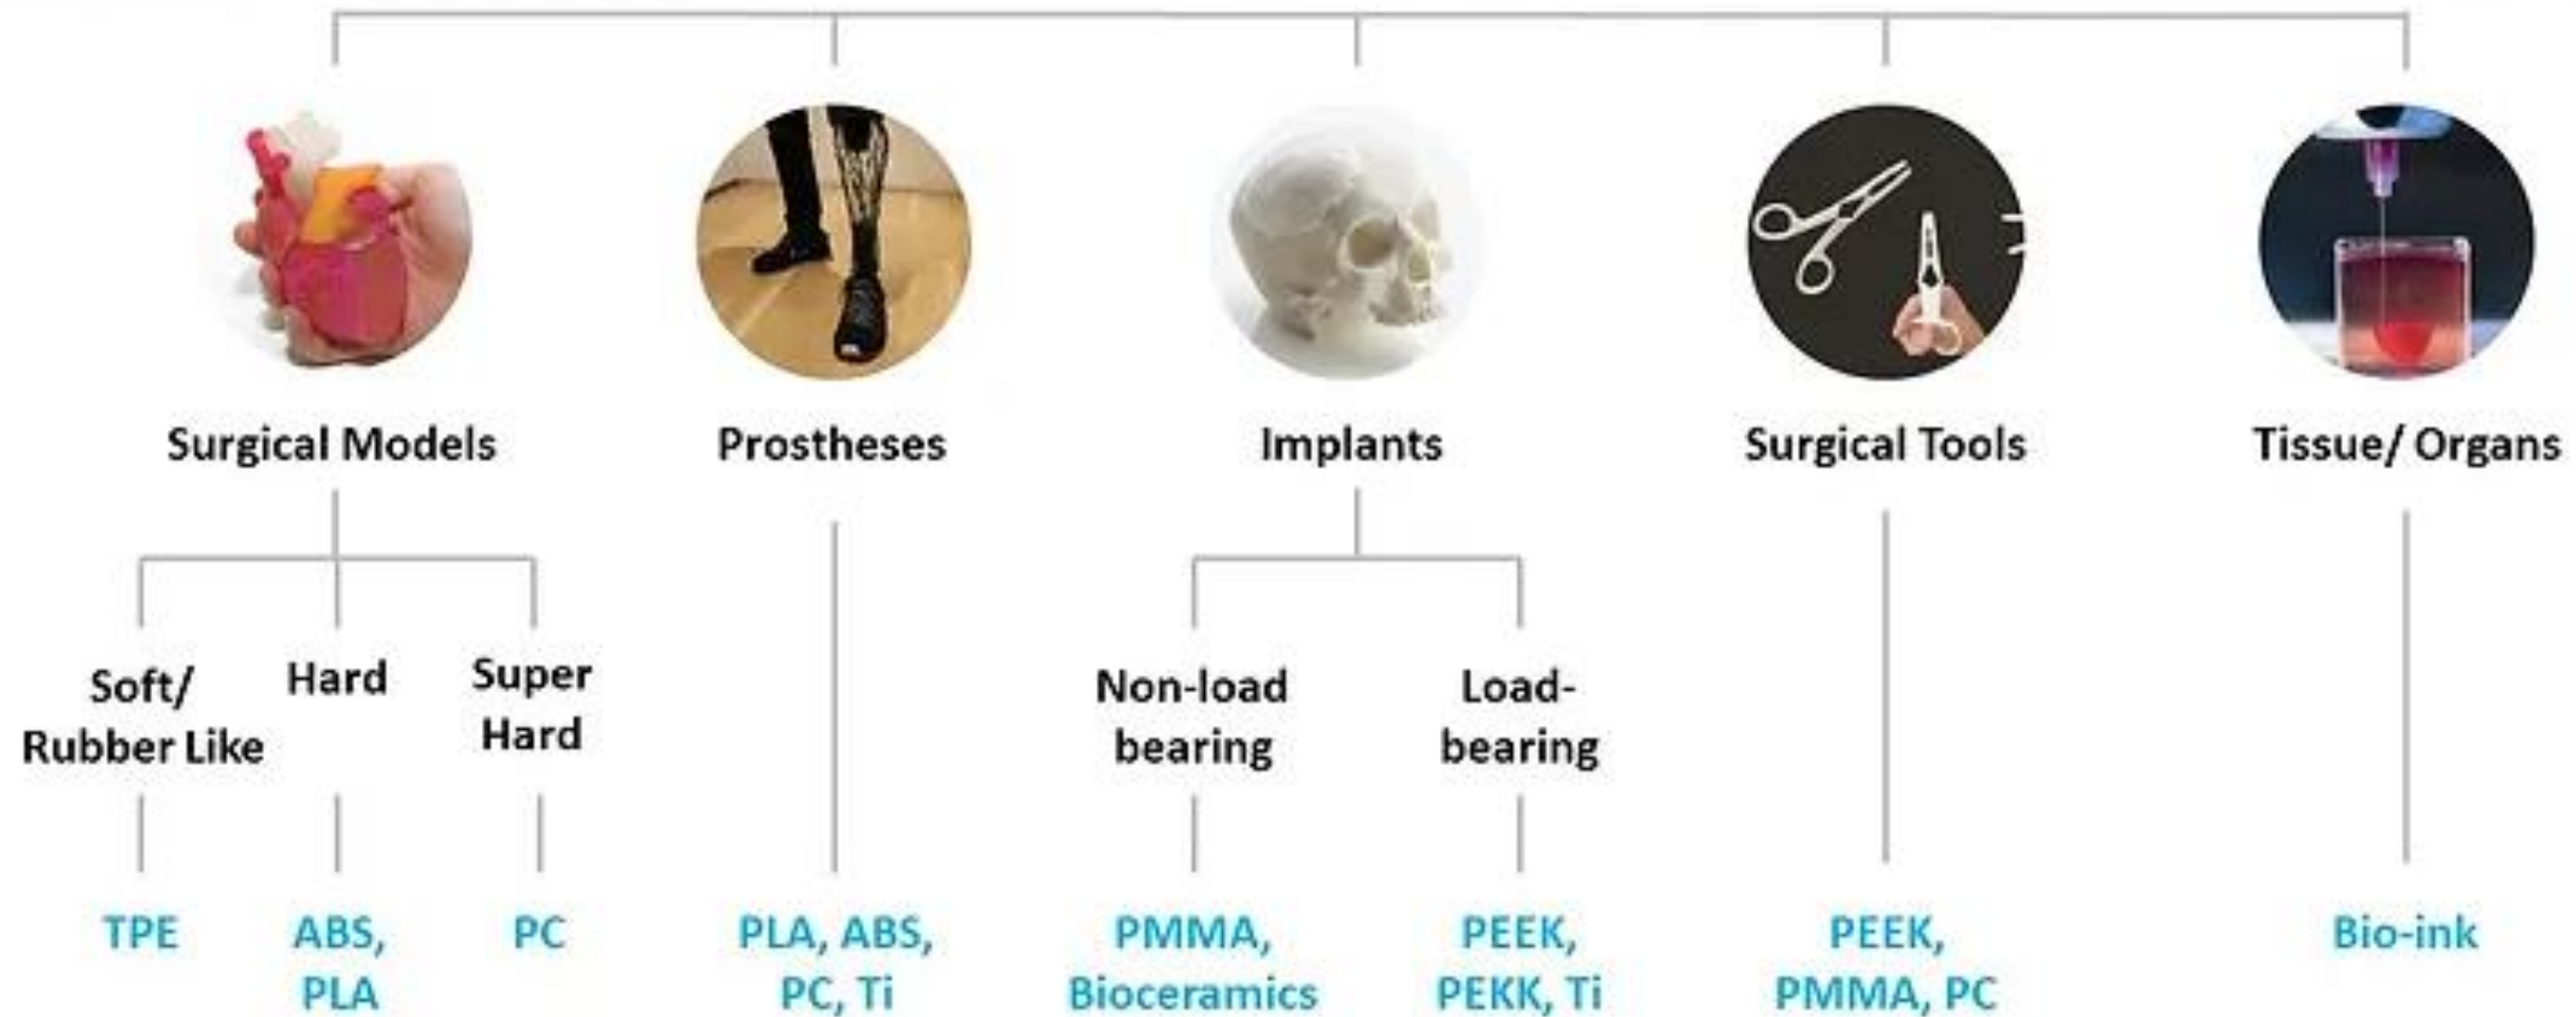 Surgical Models
Prostheses
Implants
Surgical Tools
Tissue/ Organs
Soft/
Rubber Like
Hard
Super
Hard
Non-load
bearing
Load-
bearing
TPE
ABS,
PLA
PC
PLA, ABS,
PC, Ti
PMMA,
Bioceramics
PEEK,
PEKK, Ti
PEEK,
PMMA, PC
Bio-ink